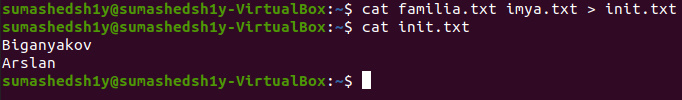 sumashedsh1y@sumashedsh1y-VirtualBox:~$ cat familia.txt imya.txt > init.txt
sumashedsh1y@sumashedsh1y-VirtualBox:~$ cat init.txt
Biganyakov
Arslan
sumashedsh1y@sumashedsh1y-VirtualBox:~$